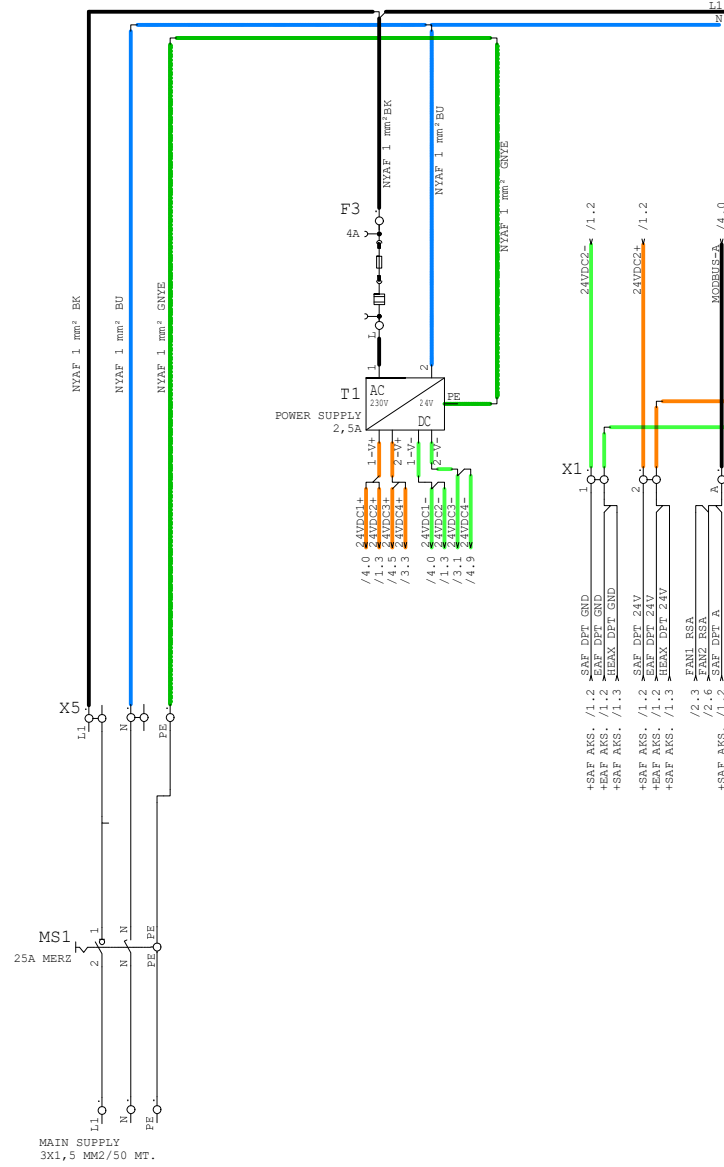 L1
N
NYAF 1 mm² BK
NYAF 1 mm² BU
NYAF 1 mm² GNYE
NYAF 1 mm² BK
NYAF 1 mm² BU
NYAF 1 mm² GNYE
F3
4A
L
1
2
T1
AC
230V
24V
DC
PE
POWER SUPPLY
2,5A
1-V+
2-V+
1-V-
2-V-
24VDC1+
24VDC2+
24VDC3+
24VDC4+
24VDC1-
24VDC2-
24VDC3-
24VDC4-
/4.0
/1.3
/4.5
/3.3
/4.0
/1.3
/3.1
/4.9
/1.2
/1.2
/4.0
24VDC2-
24VDC2+
MODBUS-A
X1
1
2
A
SAF DPT GND
EAF DPT GND
HEAX DPT GND
SAF DPT 24V
EAF DPT 24V
HEAX DPT 24V
FAN1 RSA
FAN2 RSA
SAF DPT A
+SAF AKS. /1.2
+EAF AKS. /1.2
+SAF AKS. /1.3
+SAF AKS. /1.2
+EAF AKS. /1.2
+SAF AKS. /1.3
/2.3
/2.6
+SAF AKS. /1.2
X5
L1
N
PE
MS1
25A MERZ
1
N
PE
2
N
PE
L1
N
PE
MAIN SUPPLY
3X1,5 MM2/50 MT.